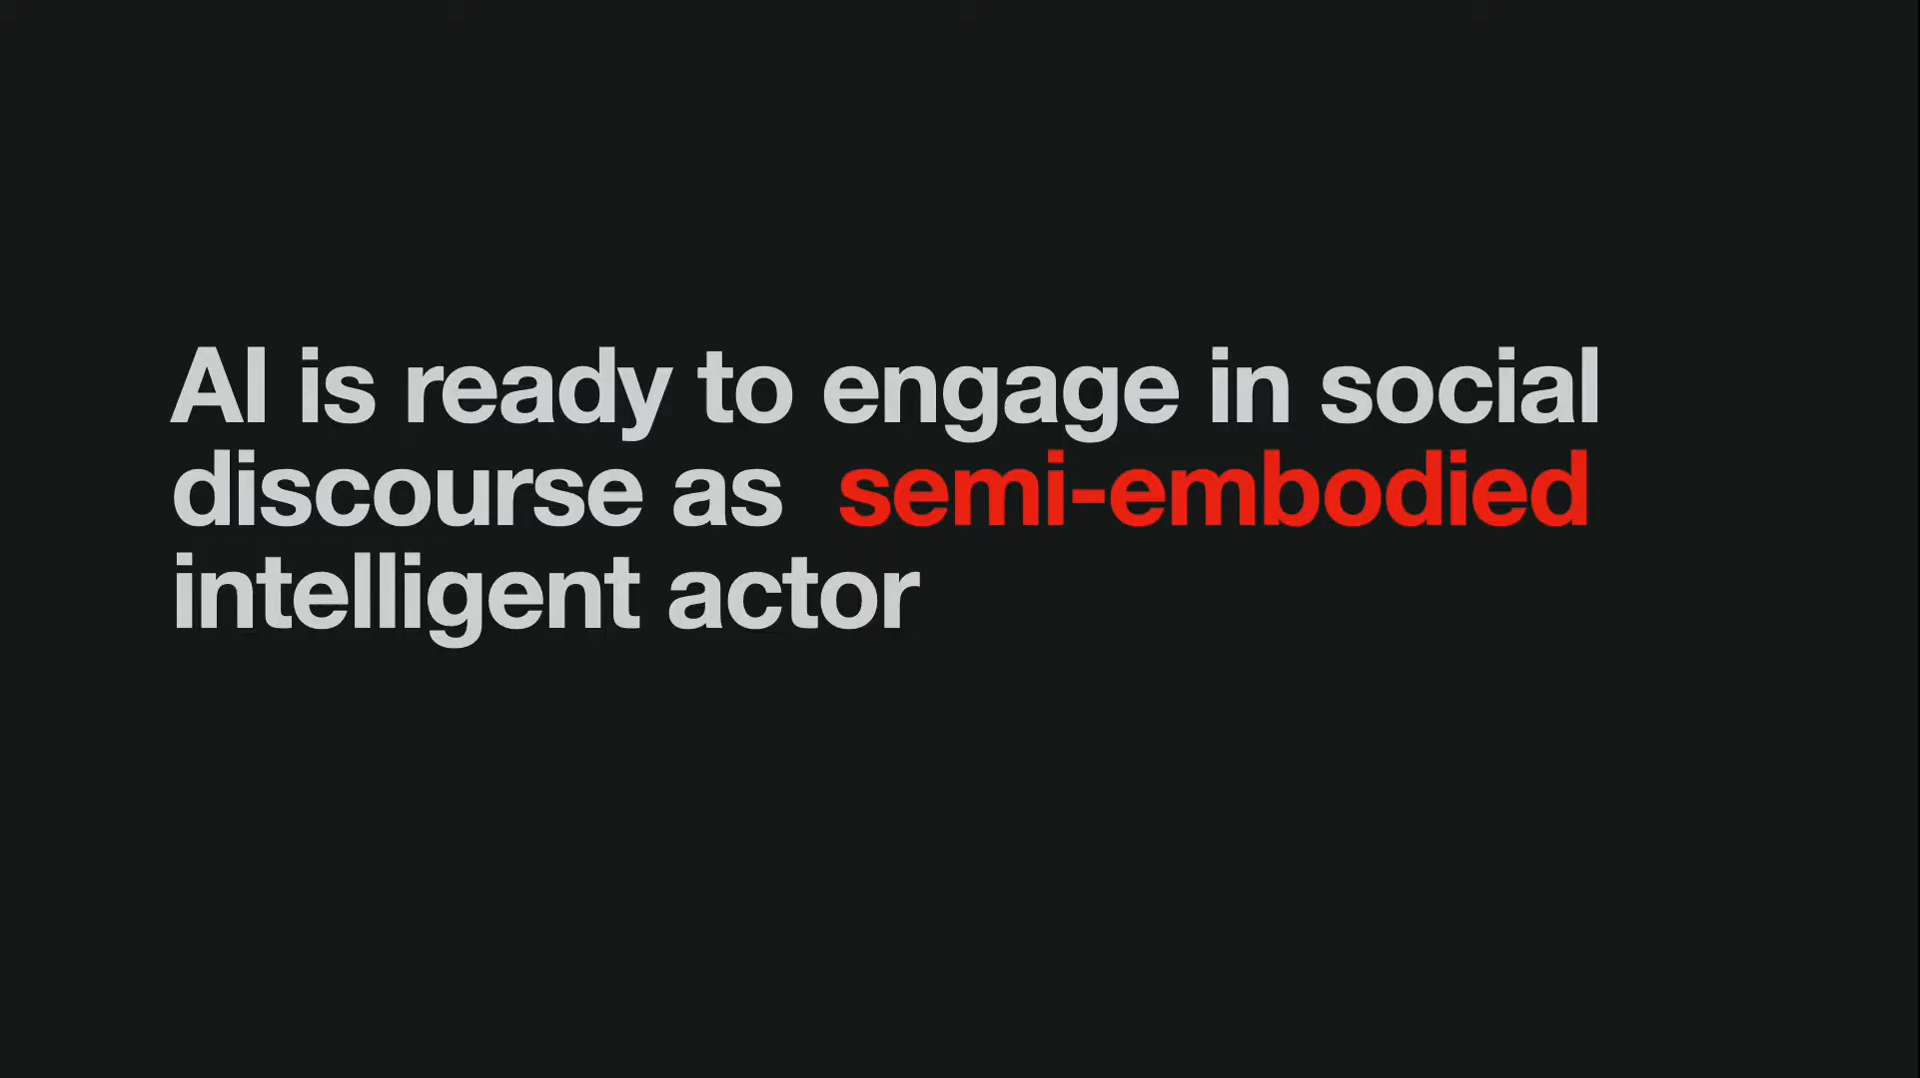 AI is ready to engage in social
discourse as semi-embodied
intelligent actor